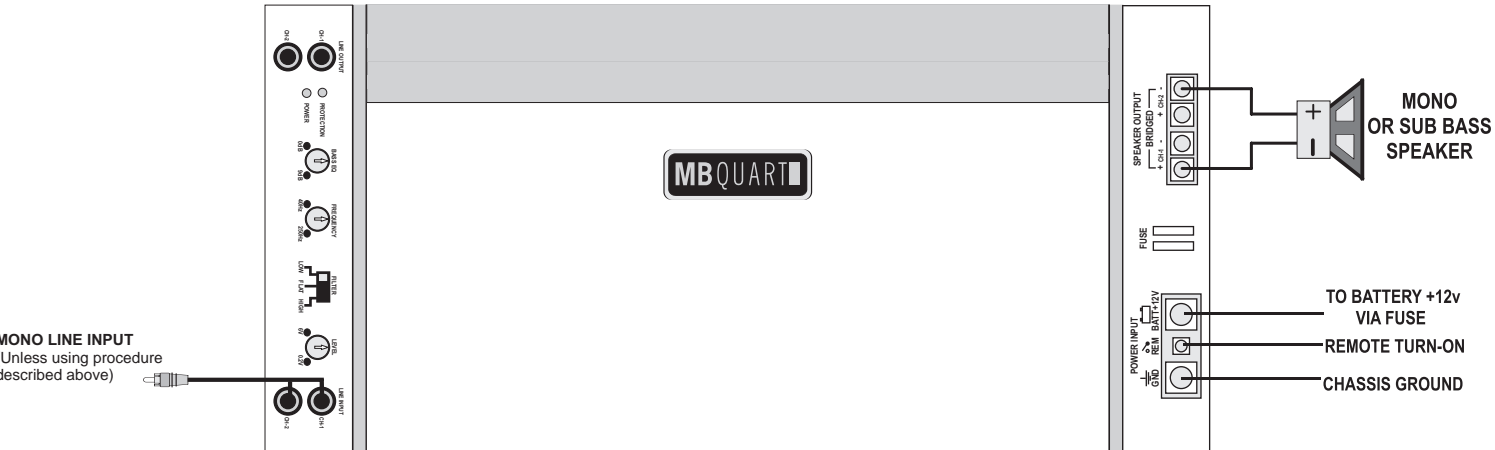 CH-2
CH-1
LINE OUTPUT
POWER
PROTECTION
0dB
9dB
BASS EQ
40Hz
250Hz
FREQUENCY
LOW
FLAT
HIGH
FILTER
6V
0.2V
LEVEL
CH-2
CH-1
LINE INPUT
MONO LINE INPUT
Unless using procedure
described above)
MBQUART
SPEAKER OUTPUT
BRIDGED
+ CH-1 -
+ CH-2 -
FUSE
POWER INPUT
BATT+12V
REM
GND
+
-
MONO
OR SUB BASS
SPEAKER
TO BATTERY +12v
VIA FUSE
REMOTE TURN-ON
CHASSIS GROUND